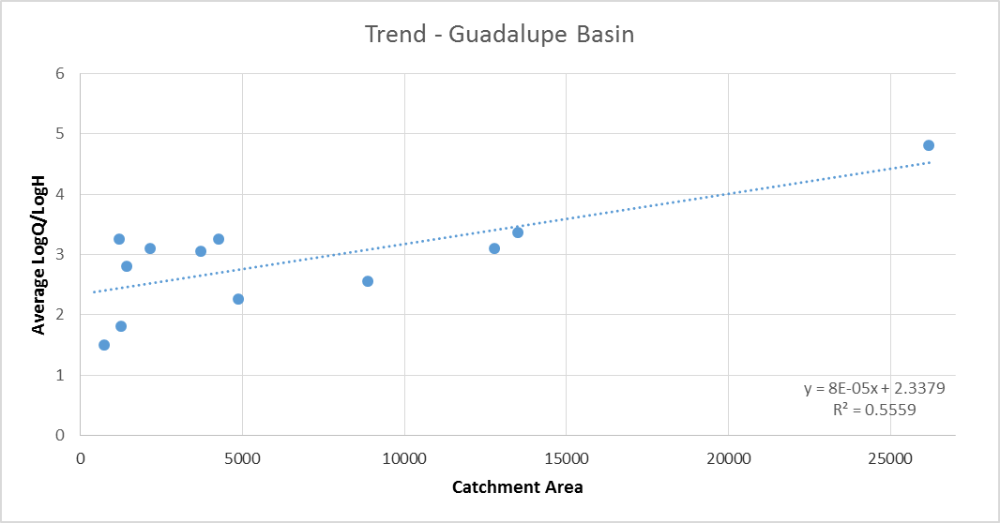 Trend - Guadalupe Basin
6
5
4
3
2
1
0
Average LogQ/LogH
y = 8E-05x + 2.3379
R² = 0.5559
0 5000 10000 15000 20000 25000
Catchment Area